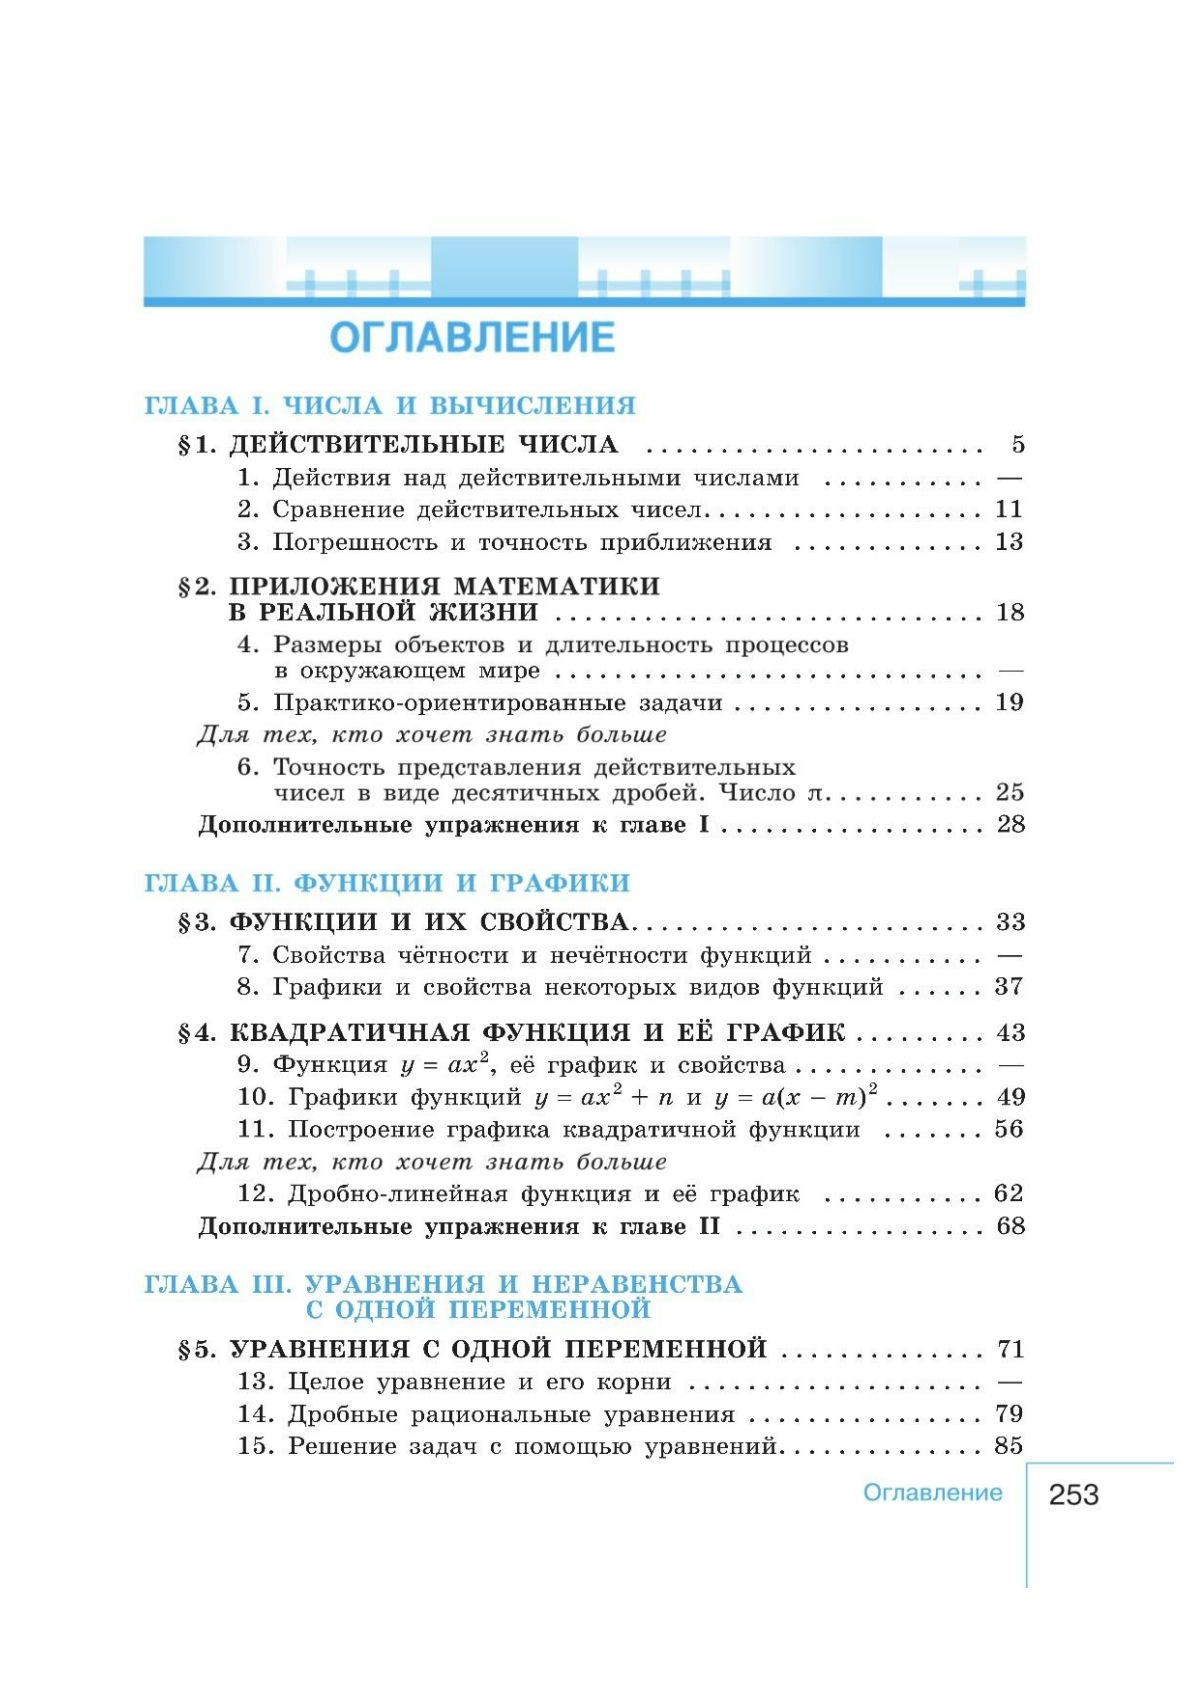 ОГЛАВЛЕНИЕ
ГЛАВА I. ЧИСЛА И ВЫЧИСЛЕНИЯ
§1. ДЕЙСТВИТЕЛЬНЫЕ ЧИСЛА ....................... 5
1. Действия над действительными числами ........... —
2. Сравнение действительных чисел................... 11
3. Погрешность и точность приближения ............. 13
§2. ПРИЛОЖЕНИЯ МАТЕМАТИКИ
В РЕАЛЬНОЙ ЖИЗНИ ............................. 18
4. Размеры объектов и длительность процессов
в окружающем мире ............................. —
5. Практико-ориентированные задачи ................. 19
Для тех, кто хочет знать больше
6. Точность представления действительных
чисел в виде десятичных дробей. Число π........... 25
Дополнительные упражнения к главе I .................. 28
ГЛАВА II. ФУНКЦИИ И ГРАФИКИ
§3. ФУНКЦИИ И ИХ СВОЙСТВА........................ 33
7. Свойства чётности и нечётности функций ........... —
8. Графики и свойства некоторых видов функций ...... 37
§4. КВАДРАТИЧНАЯ ФУНКЦИЯ И ЕЁ ГРАФИК ......... 43
9. Функция y = ax², её график и свойства ............. —
10. Графики функций y = ax² + n и y = a(x − m)² ....... 49
11. Построение графика квадратичной функции ....... 56
Для тех, кто хочет знать больше
12. Дробно-линейная функция и её график ........... 62
Дополнительные упражнения к главе II ................. 68
ГЛАВА III. УРАВНЕНИЯ И НЕРАВЕНСТВА
С ОДНОЙ ПЕРЕМЕННОЙ
§5. УРАВНЕНИЯ С ОДНОЙ ПЕРЕМЕННОЙ .............. 71
13. Целое уравнение и его корни .................... —
14. Дробные рациональные уравнения ................ 79
15. Решение задач с помощью уравнений.............. 85
Оглавление 253